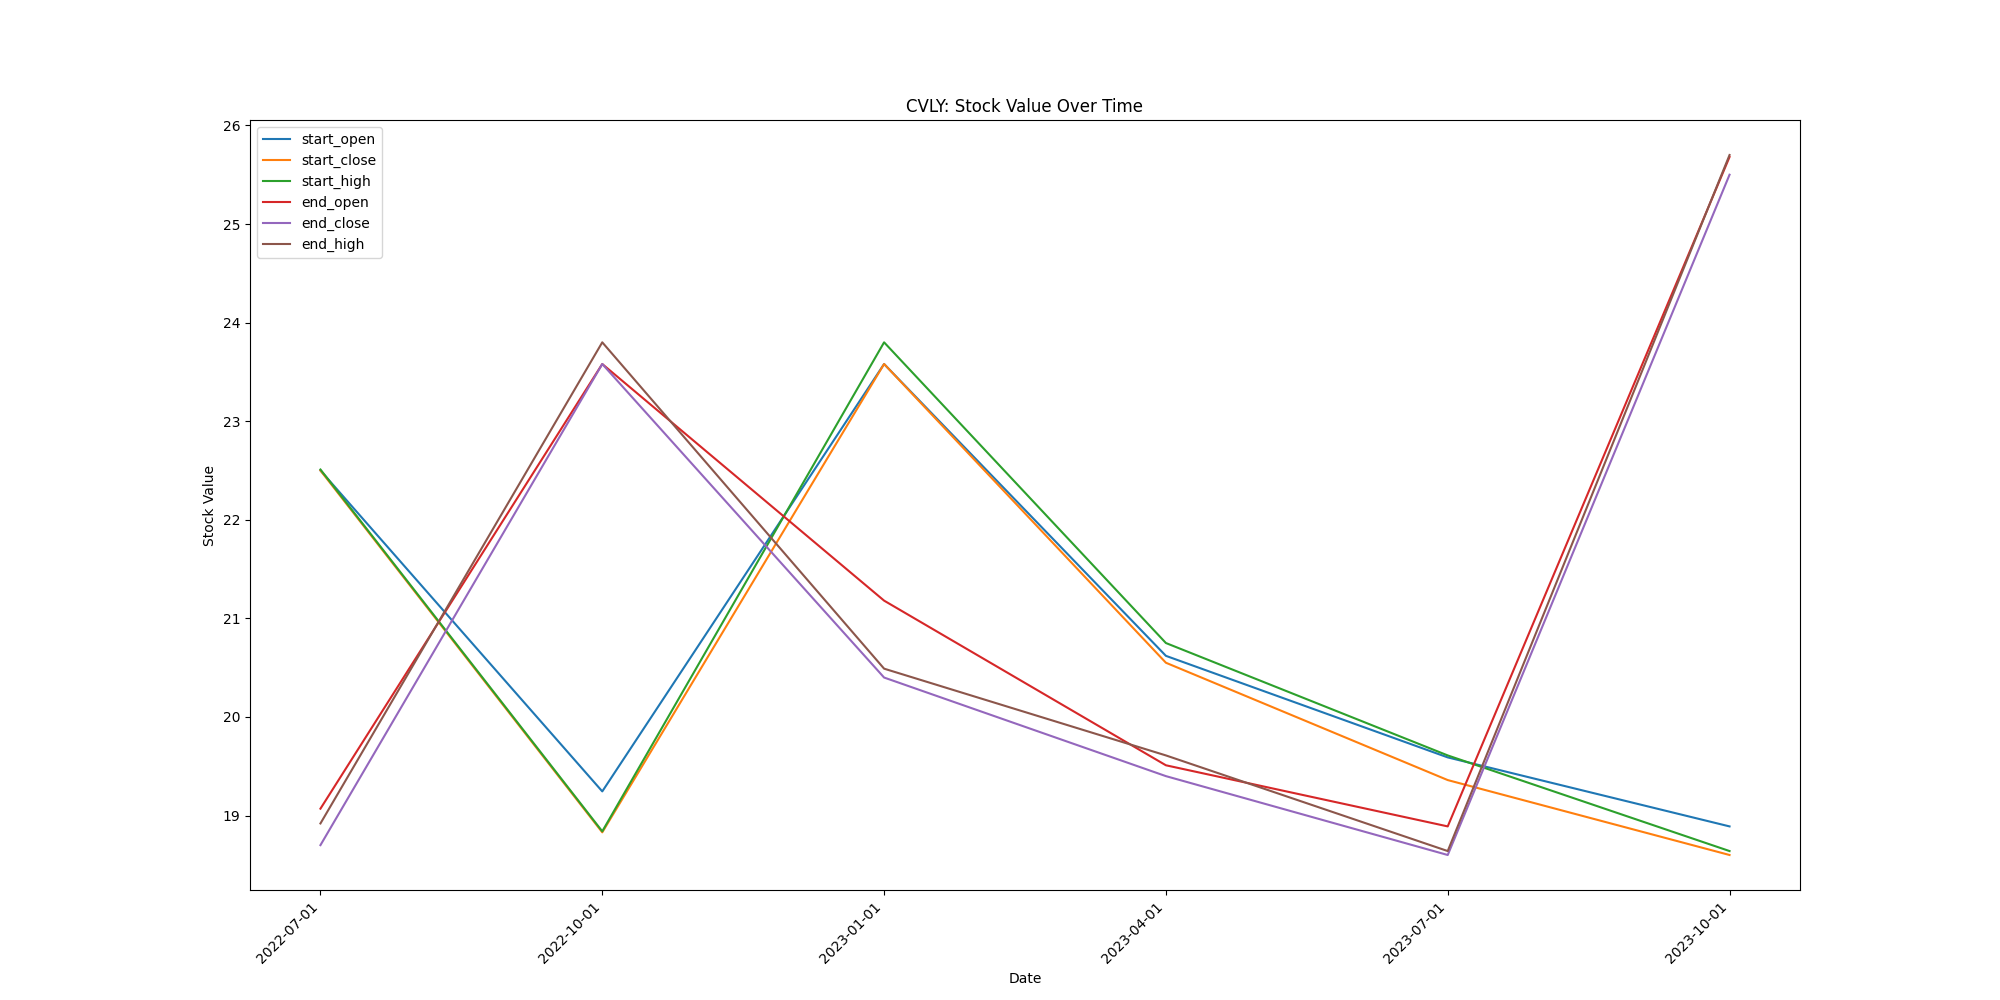 CVLY: Stock Value Over Time
start_open
start_close
start_high
end_open
end_close
end_high
26
25
24
23
22
21
20
19
Stock Value
2022-07-01
2022-10-01
2023-01-01
2023-04-01
2023-07-01
2023-10-01
Date